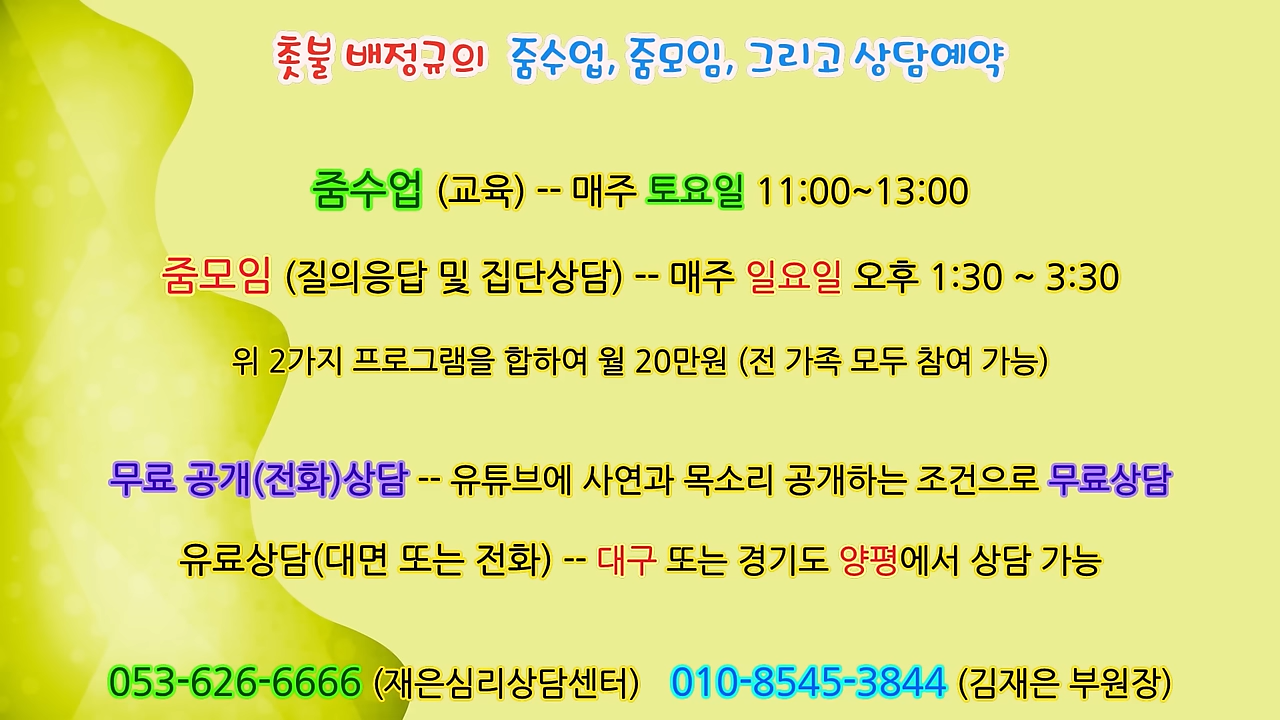 촛불 배정규의 줌수업, 줌모임, 그리고 상담예약
줌수업 (교육) -- 매주 토요일 11:00~13:00
줌모임 (질의응답 및 집단상담) -- 매주 일요일 오후 1:30 ~ 3:30
위 2가지 프로그램을 합하여 월 20만원 (전 가족 모두 참여 가능)
무료 공개(전화)상담 -- 유튜브에 사연과 목소리 공개하는 조건으로 무료상담
유료상담(대면 또는 전화) -- 대구 또는 경기도 양평에서 상담 가능
053-626-6666 (재은심리상담센터) 010-8545-3844 (김재은 부원장)